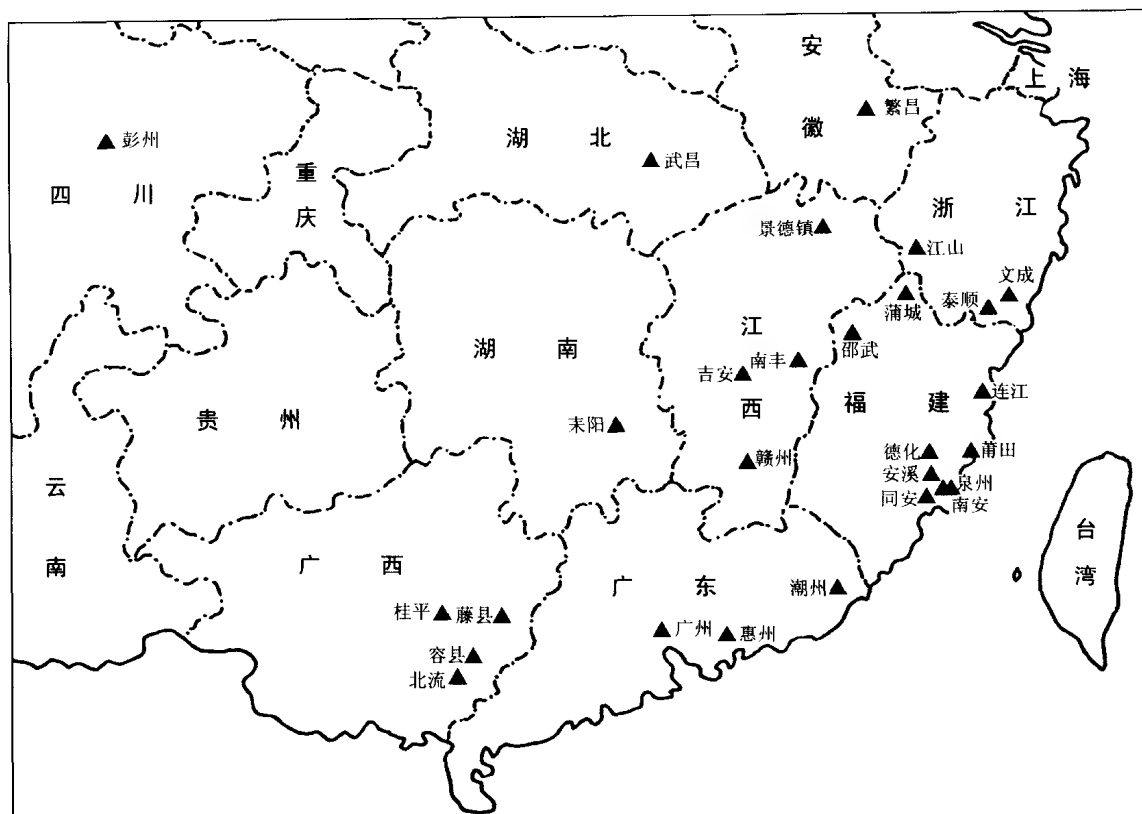 安徽
上海
繁昌
彭州
湖北
武昌
四川
重庆
浙江
景德镇
江山
文成
泰顺
蒲城
邵武
江西
湖南
南丰
吉安
连江
福建
贵州
耒阳
德化
莆田
赣州
安溪
泉州
同安
南安
云南
台湾
广西
广东
潮州
桂平
藤县
广州
惠州
容县
北流